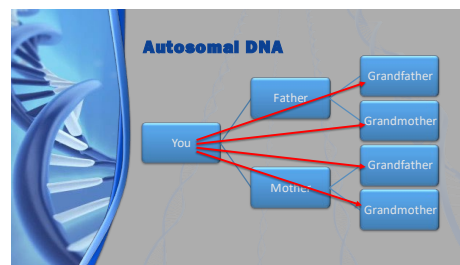 Autosomal DNA
You
Father
Mother
Grandfather
Grandmother
Grandfather
Grandmother